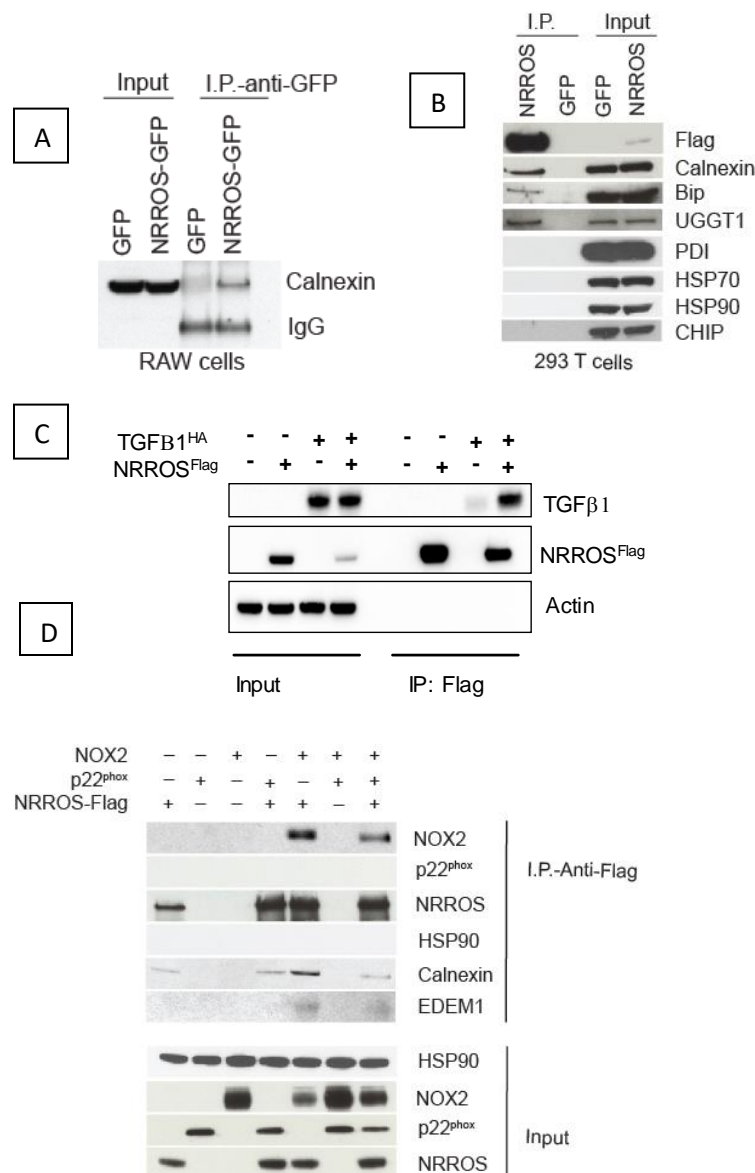 A
Input I.P.-anti-GFP
GFP
NRROS-GFP
GFP
NRROS-GFP
Calnexin
IgG
RAW cells
B
I.P. Input
NRROS
GFP
GFP
NRROS
Flag
Calnexin
Bip
UGGT1
PDI
HSP70
HSP90
CHIP
293 T cells
C
TGFB1HA - - + + - - + +
NRROSFlag - + - + - + - +
TGFβ1
NRROSFlag
Actin
Input IP: Flag
D
NOX2 − − + − + + +
p22phox − + − + − + +
NRROS-Flag + − − + + − +
NOX2
p22phox
NRROS
HSP90
Calnexin
EDEM1
I.P.-Anti-Flag
HSP90
NOX2
p22phox
NRROS
Input